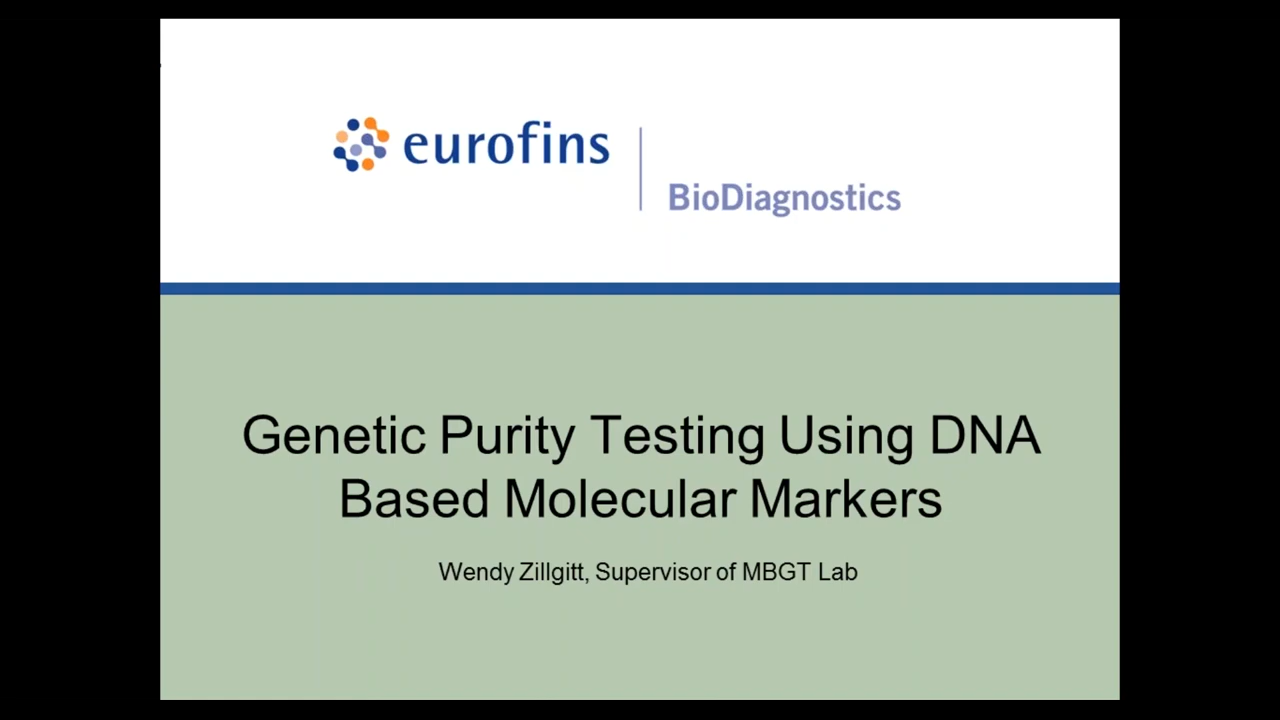 eurofins
BioDiagnostics
Genetic Purity Testing Using DNA
Based Molecular Markers
Wendy Zillgitt, Supervisor of MBGT Lab